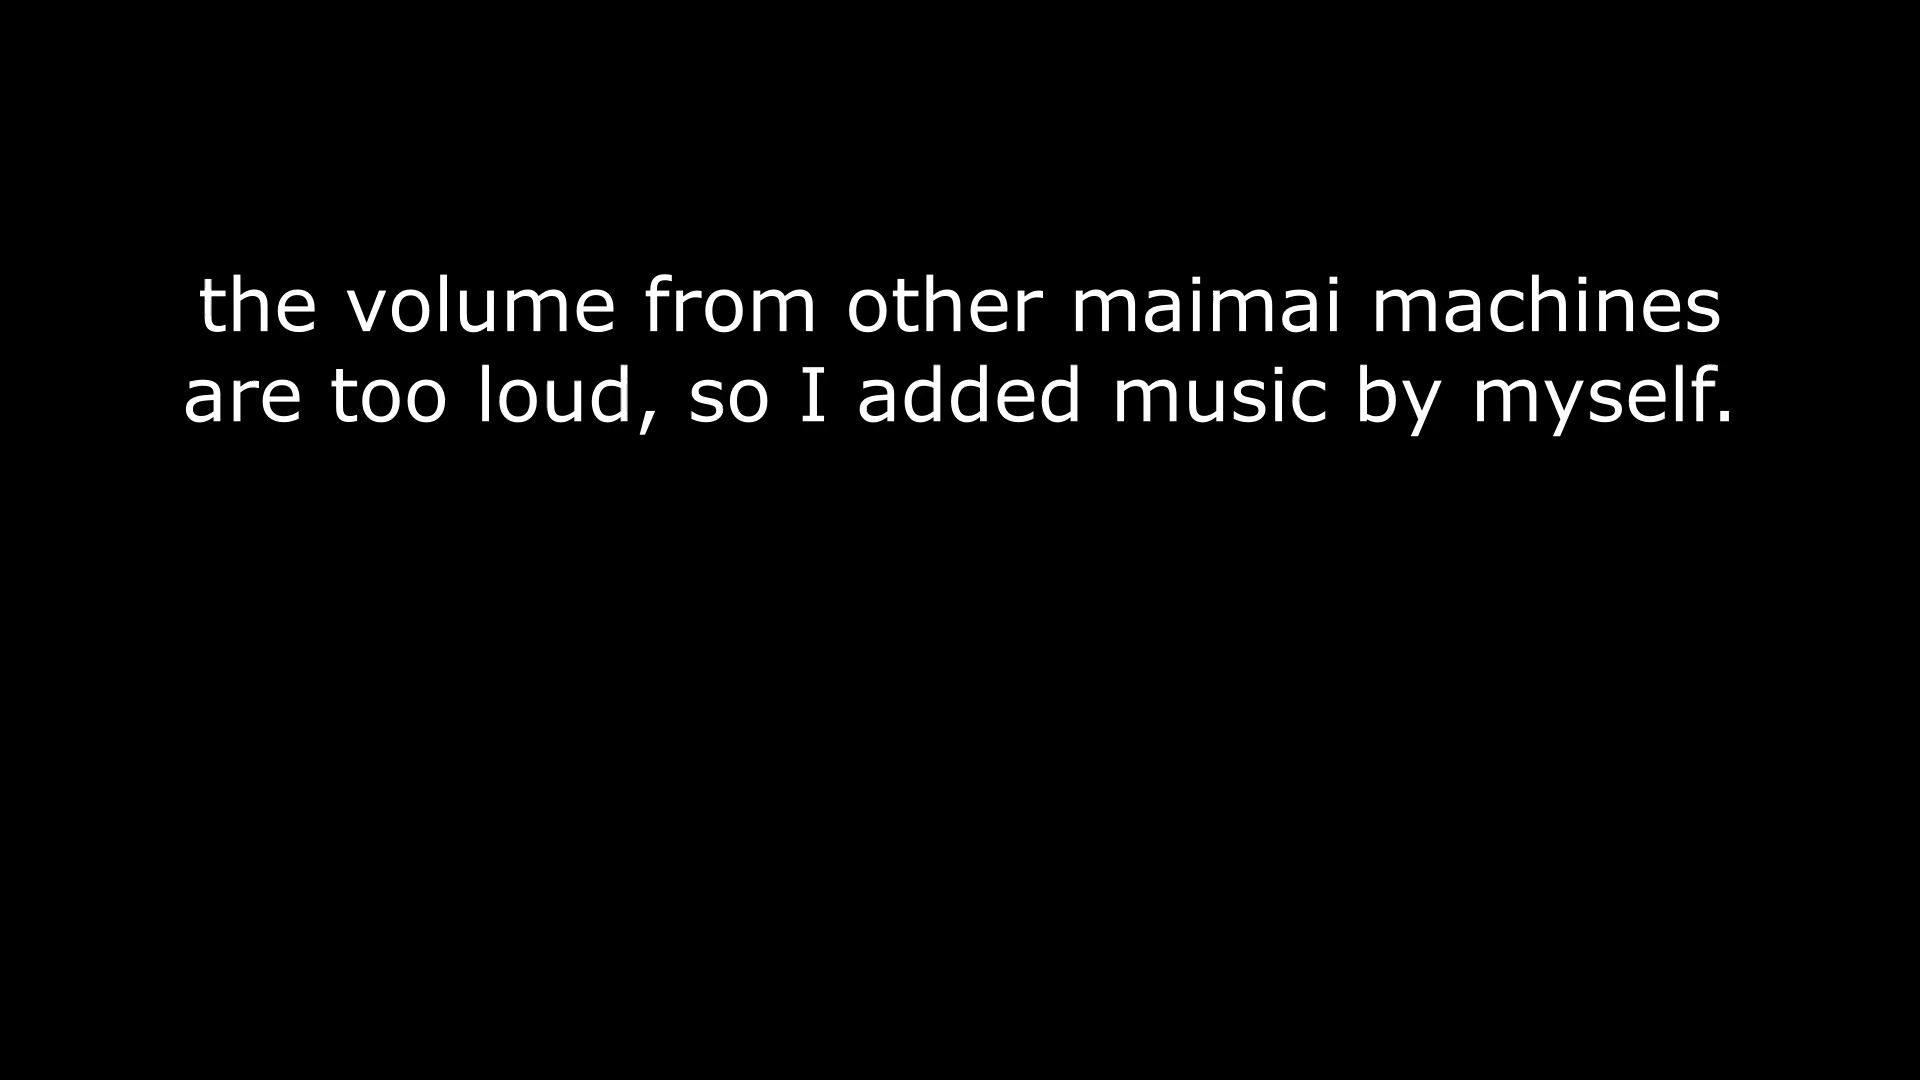 the volume from other maimai machines
are too loud, so I added music by myself.